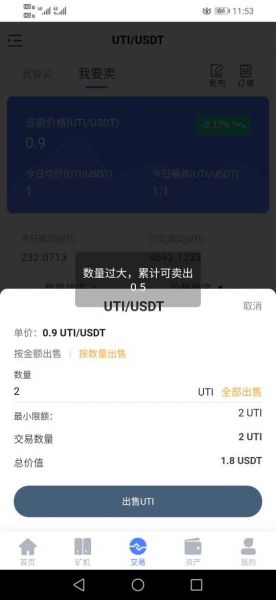 11:53
UTI/USDT
我要买
我要卖
发布
订单
当前价格(UTI/USDT)
-2.17%
0.9
今日均价(UTI/USDT)
今日最高(UTI/USDT)
1
1.1
今日成交(UTI)
历史成交(UTI)
232.0713
4692.1233
数量过大，累计可卖出
0.5
UTI/USDT
取消
单价: 0.9 UTI/USDT
按金额出售 | 按数量出售
数量
2 UTI 全部出售
最小限额: 2 UTI
交易数量 2 UTI
总价值 1.8 USDT
出售UTI
首页
矿机
交易
资产
我的